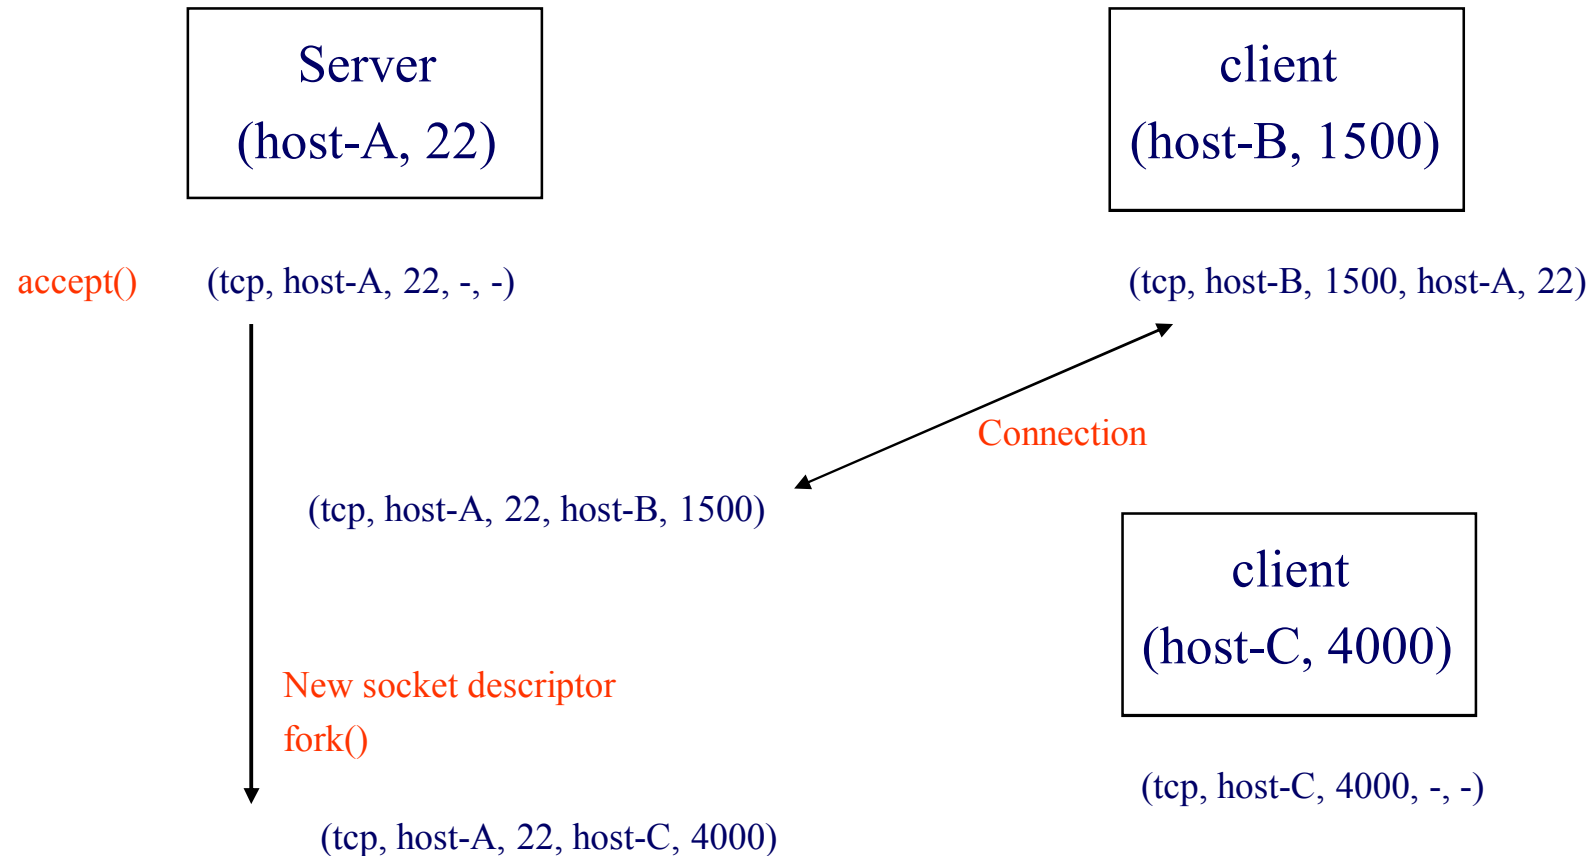 Server
(host-A, 22)
client
(host-B, 1500)
accept()
(tcp, host-A, 22, -, -)
(tcp, host-B, 1500, host-A, 22)
Connection
(tcp, host-A, 22, host-B, 1500)
client
(host-C, 4000)
New socket descriptor
fork()
(tcp, host-C, 4000, -, -)
(tcp, host-A, 22, host-C, 4000)